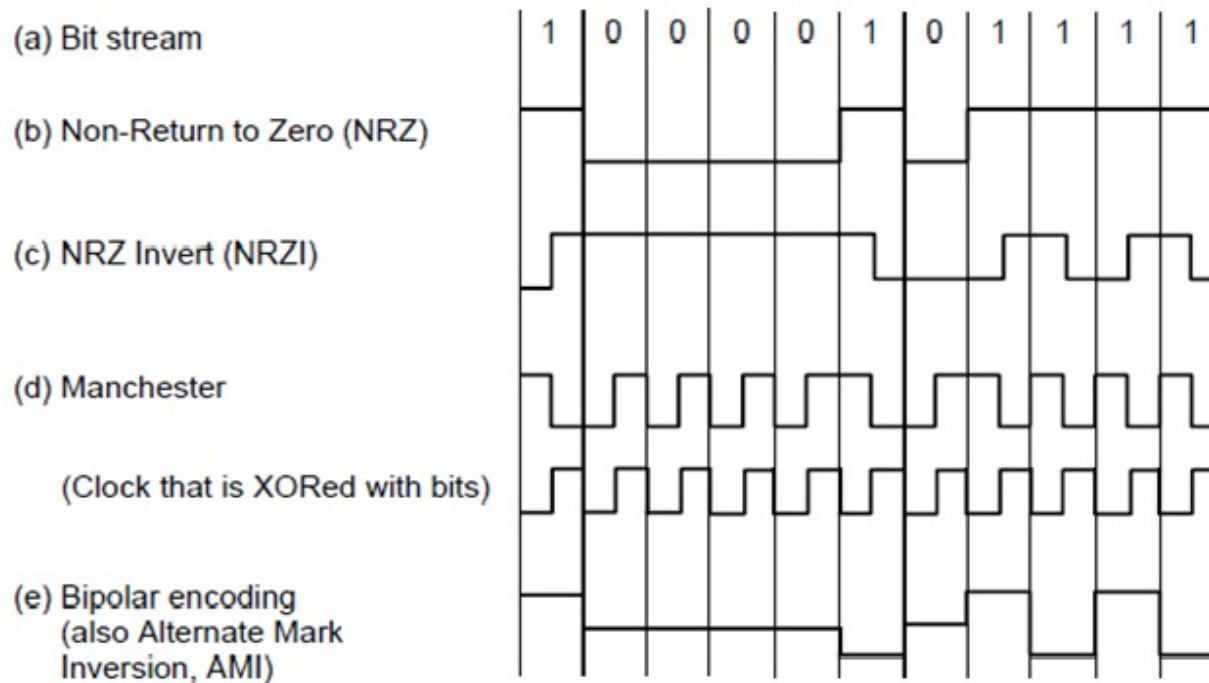 (a) Bit stream 1 0 0 0 0 1 0 1 1 1 1
(b) Non-Return to Zero (NRZ)
(c) NRZ Invert (NRZI)
(d) Manchester
(Clock that is XORed with bits)
(e) Bipolar encoding
(also Alternate Mark
Inversion, AMI)